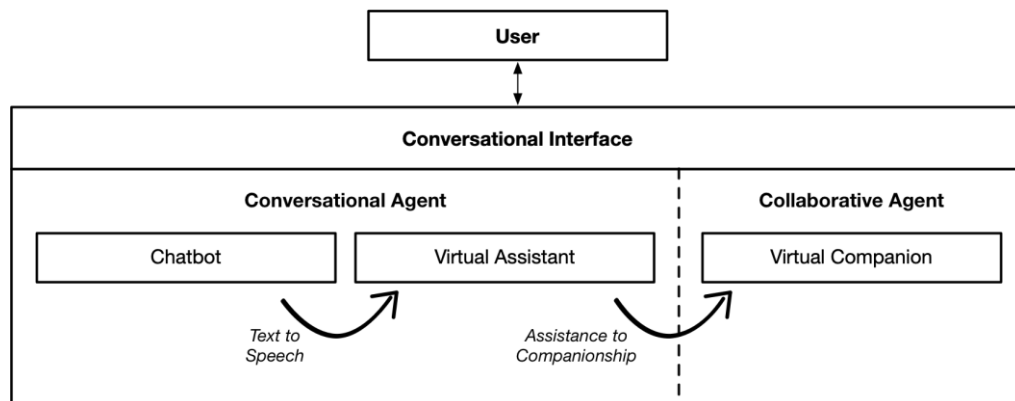 User
Conversational Interface
Conversational Agent
Collaborative Agent
Chatbot
Virtual Assistant
Virtual Companion
Text to
Speech
Assistance to
Companionship